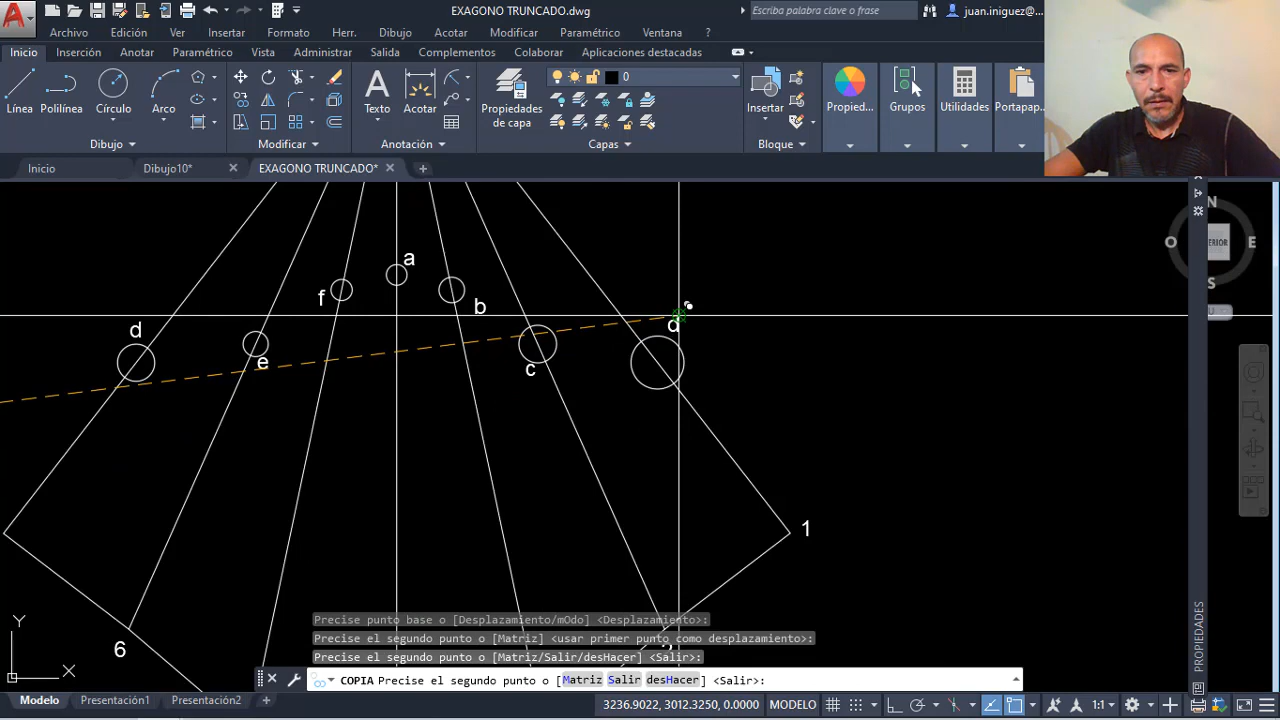 EXAGONO TRUNCADO.dwg
Escriba palabra clave o frase
juan.iniguez@...
Archivo Edición Ver Insertar Formato Herr. Dibujo Acotar Modificar Paramétrico Ventana ?
Inicio Inserción Anotar Paramétrico Vista Administrar Salida Complementos Colaborar Aplicaciones destacadas
0
Línea Polilínea Círculo Arco Texto Acotar Propiedades de capa Insertar Propied... Grupos Utilidades Portapap...
Dibujo Modificar Anotación Capas Bloque
Inicio Dibujo10* EXAGONO TRUNCADO*
N
O E
S
a
f
b
d
d
e
c
1
6
Y
X
PROPIEDADES
Precise punto base o [Desplazamiento/mOdo] <Desplazamiento>:
Precise el segundo punto o [Matriz] <usar primer punto como desplazamiento>:
Precise el segundo punto o [Matriz/Salir/desHacer] <Salir>:
COPIA Precise el segundo punto o [Matriz Salir desHacer] <Salir>:
Modelo Presentación1 Presentación2 +
3236.9022, 3012.3250, 0.0000 MODELO 1:1